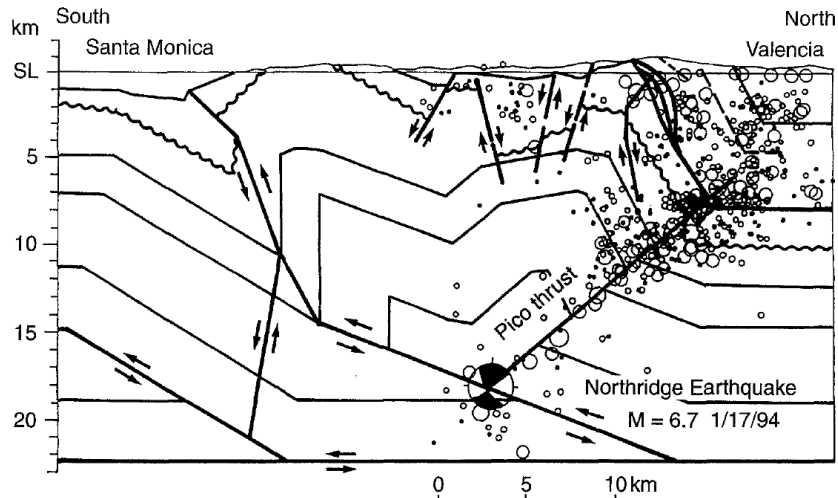 km
South
North
Santa Monica
Valencia
SL
5
10
15
20
Pico thrust
Northridge Earthquake
M = 6.7 1/17/94
0 5 10 km